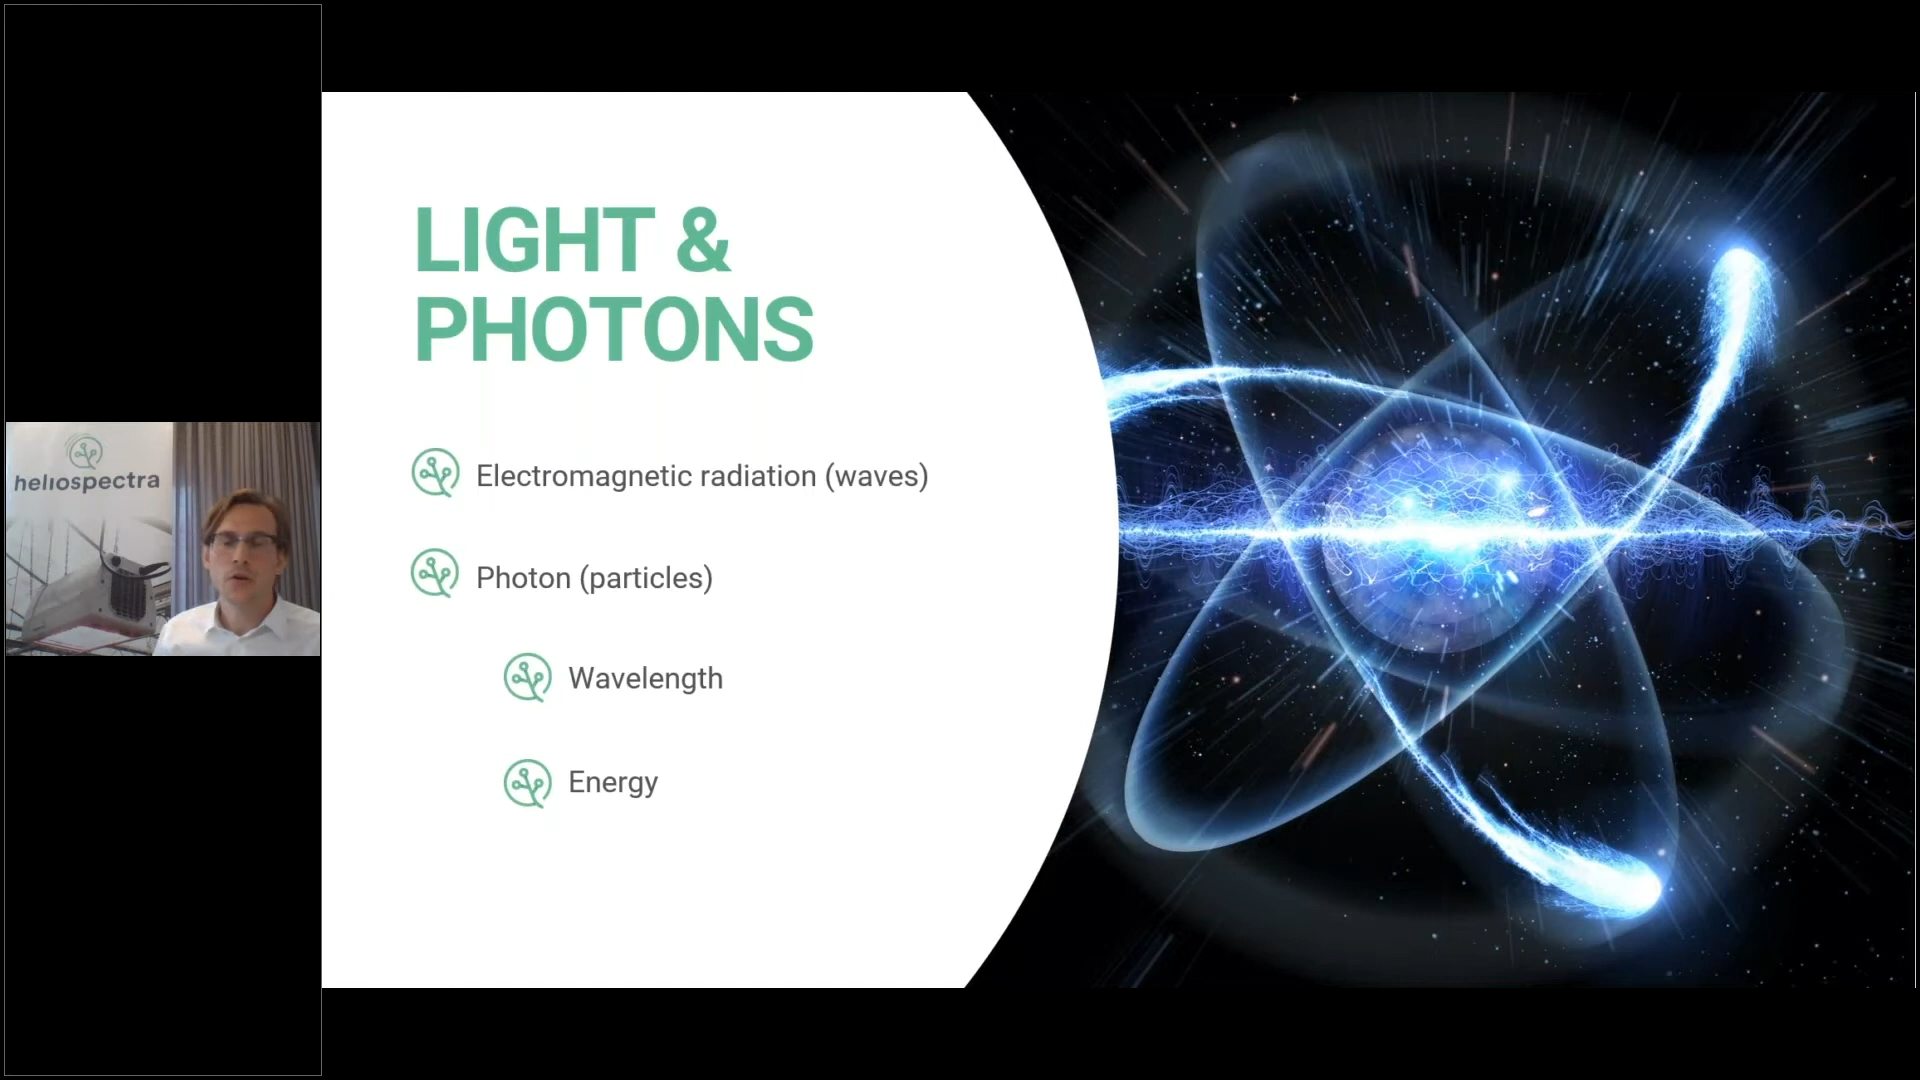 heliospectra
LIGHT &
PHOTONS
Electromagnetic radiation (waves)
Photon (particles)
Wavelength
Energy